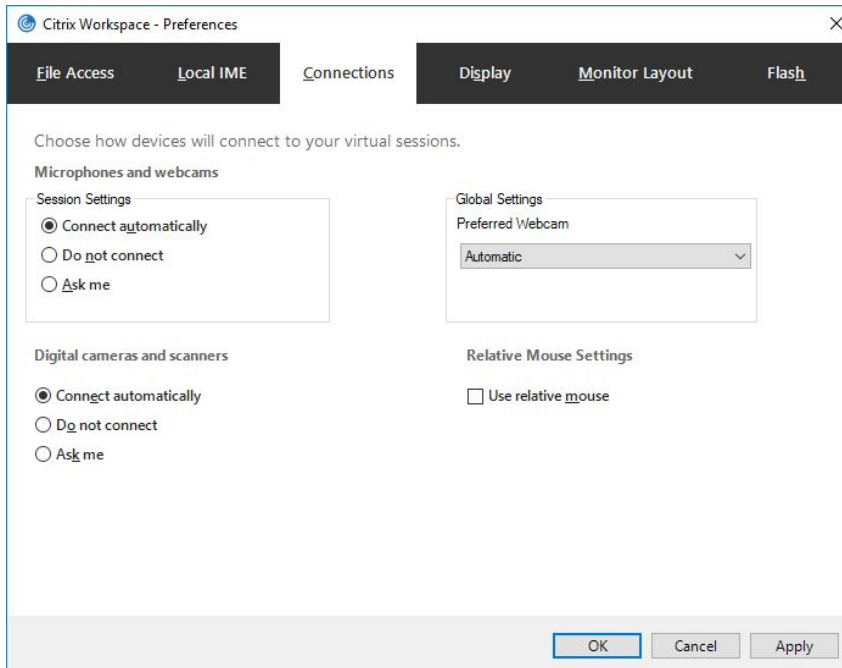 Citrix Workspace - Preferences
File Access Local IME Connections Display Monitor Layout Flash
Choose how devices will connect to your virtual sessions.
Microphones and webcams
Session Settings
Connect automatically
Do not connect
Ask me
Global Settings
Preferred Webcam
Automatic
Digital cameras and scanners
Connect automatically
Do not connect
Ask me
Relative Mouse Settings
Use relative mouse
OK Cancel Apply